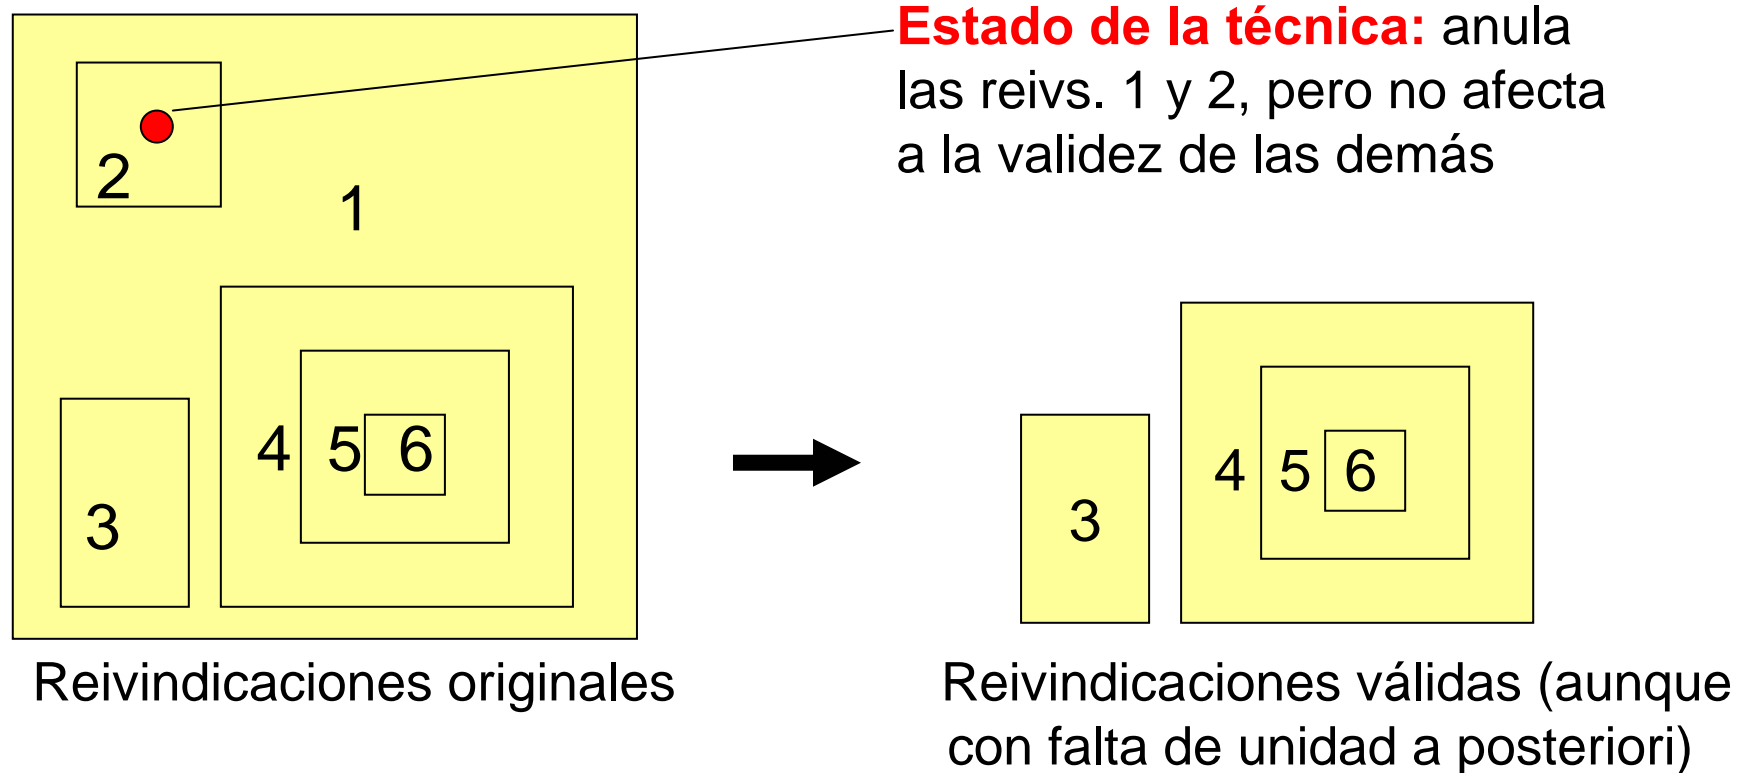 Estado de la técnica: anula
las reivs. 1 y 2, pero no afecta
a la validez de las demás
2
1
4 5 6
3
4 5 6
3
Reivindicaciones originales
Reivindicaciones válidas (aunque
con falta de unidad a posteriori)